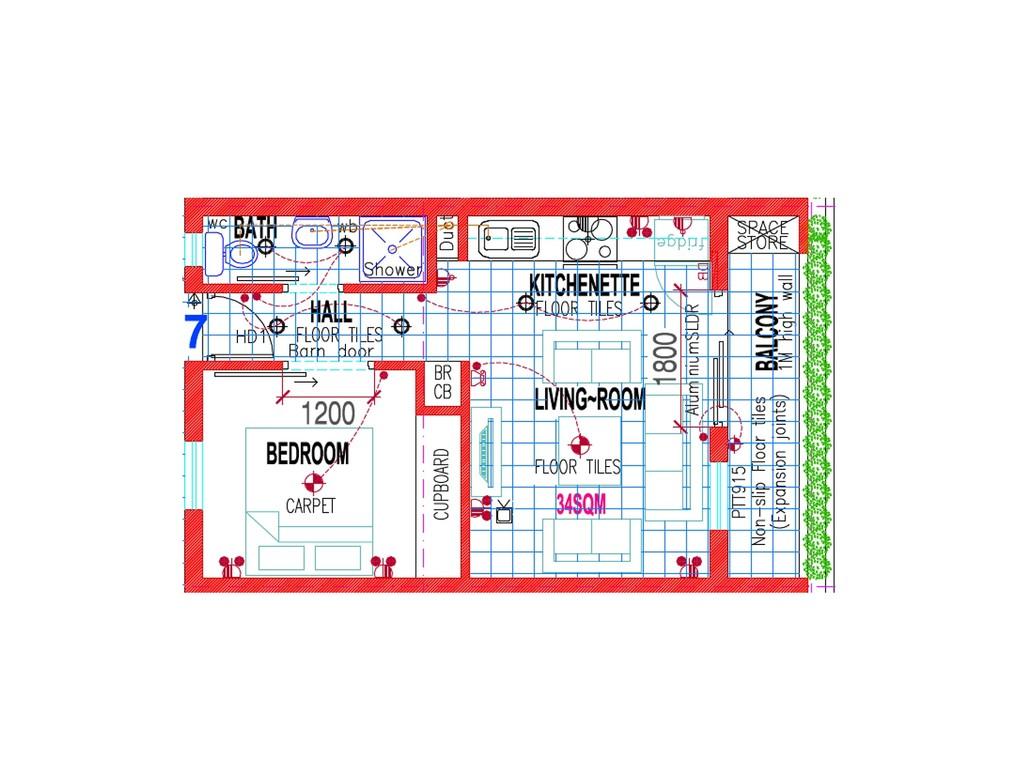 WC
BATH
wb
Shower
Duct
fridge
DB
SPACE
STORE
KITCHENETTE
FLOOR TILES
7
HD1
HALL
FLOOR TILES
Barn door
1200
BR
CB
BEDROOM
CARPET
CUPBOARD
LIVING~ROOM
FLOOR TILES
34SQM
1800
AluminiumSLDR
BALCONY
1M high wall
PTT915
Non-slip Floor tiles
(Expansion joints)